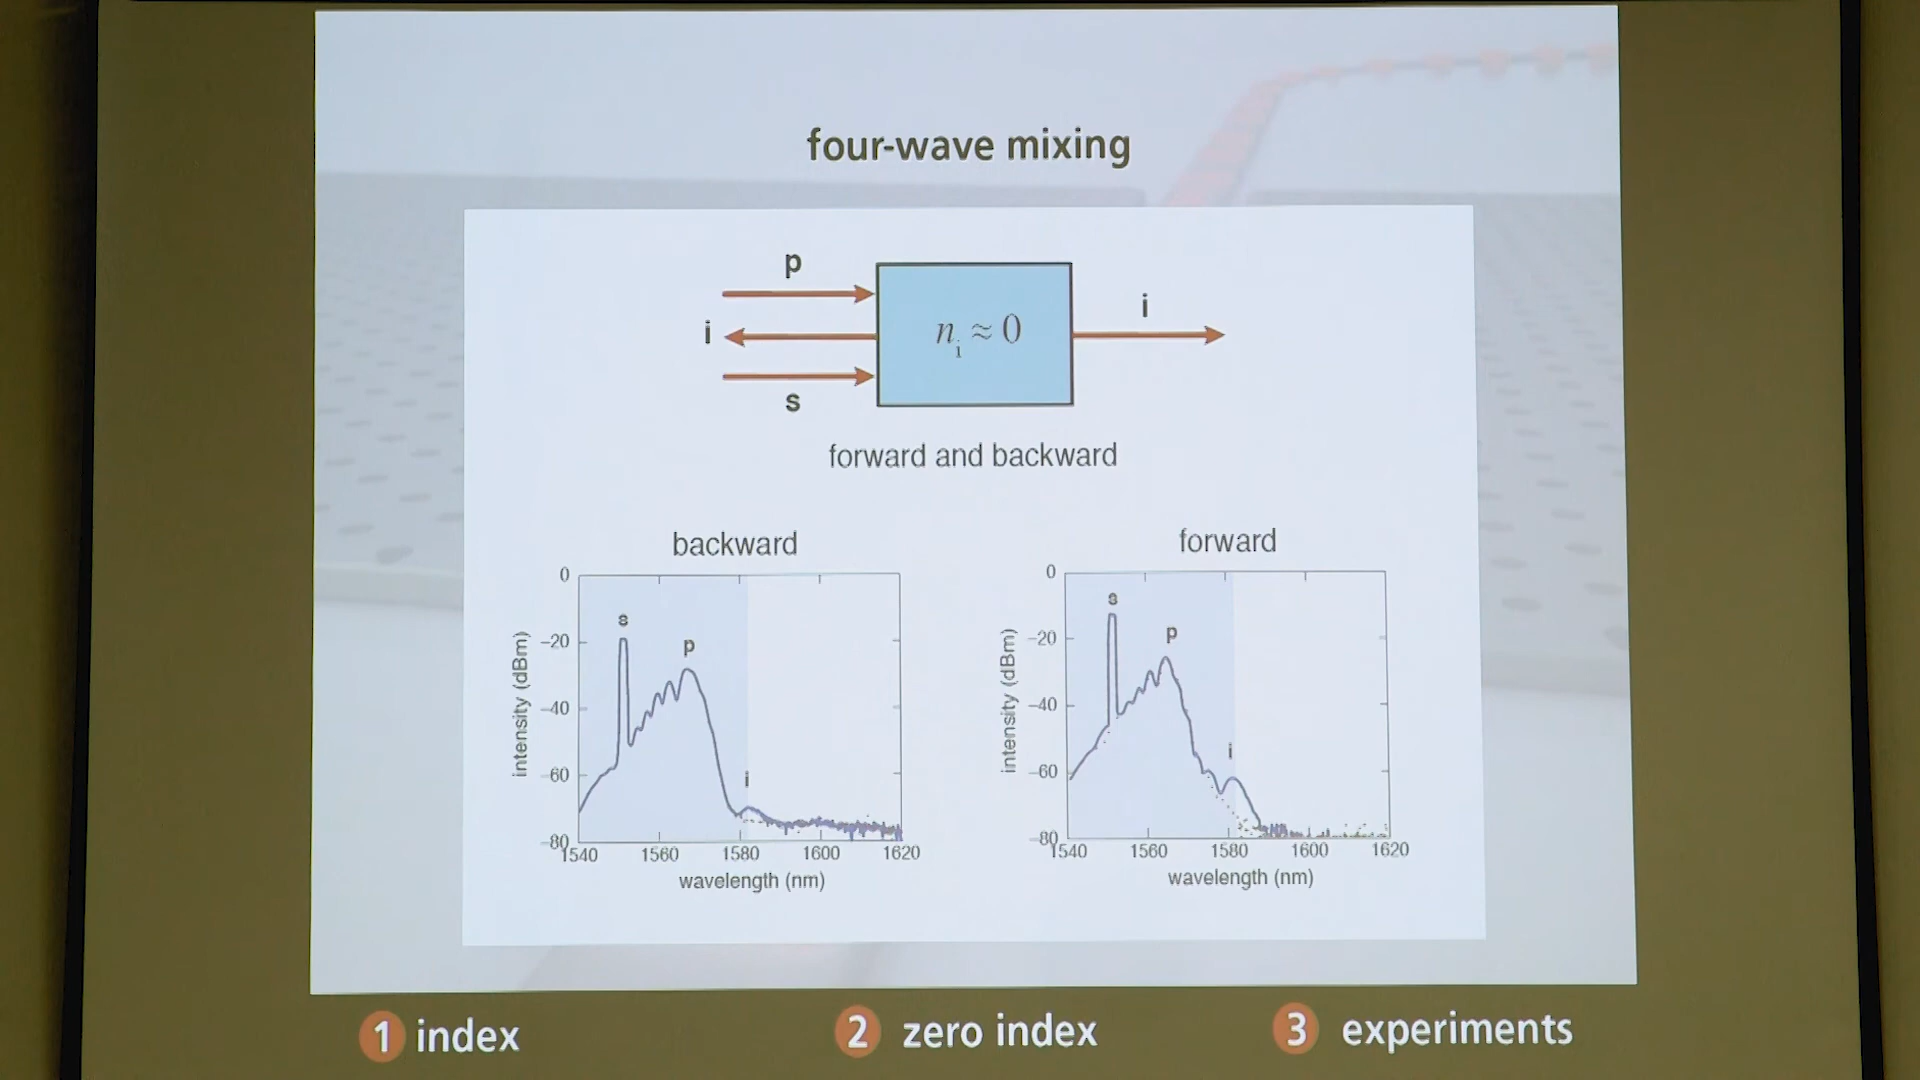 four-wave mixing
p
i
i
n_i ≈ 0
s
forward and backward
backward
forward
0
−20
−40
−60
−80
intensity (dBm)
s
p
i
1540 1560 1580 1600 1620
wavelength (nm)
0
−20
−40
−60
−80
intensity (dBm)
s
p
i
1540 1560 1580 1600 1620
wavelength (nm)
1 index
2 zero index
3 experiments